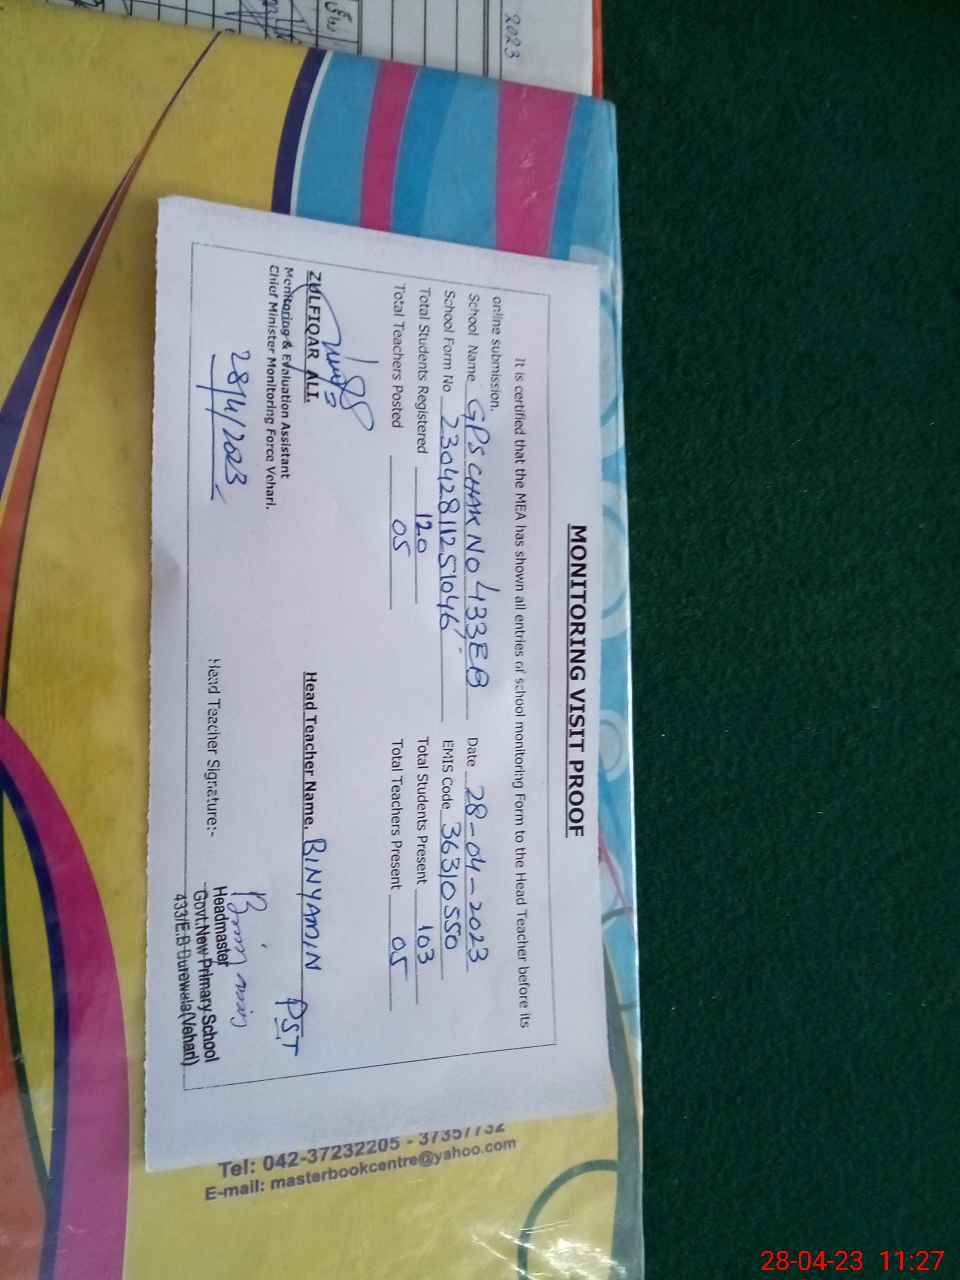 2023
MONITORING VISIT PROOF
It is certified that the MEA has shown all entries of school monitoring Form to the Head Teacher before its
online submission.
School Name GPS CHAK NO 433EB Date 28-04-2023
School Form No 23042811251046 EMIS Code 36310550
Total Students Registered 120 Total Students Present 103
Total Teachers Posted 05 Total Teachers Present 05
ZULFIQAR ALI. Head Teacher Name. BINYAMIN PST
Monitoring & Evaluation Assistant
Chief Minister Monitoring Force Vehari.
28/4/2023
Head Teacher Signature:-
Headmaster
Govt.New Primary School
433/E.B Burewala(Vehari)
Tel: 042-37232205 - 37357732
E-mail: masterbookcentre@yahoo.com
28-04-23 11:27